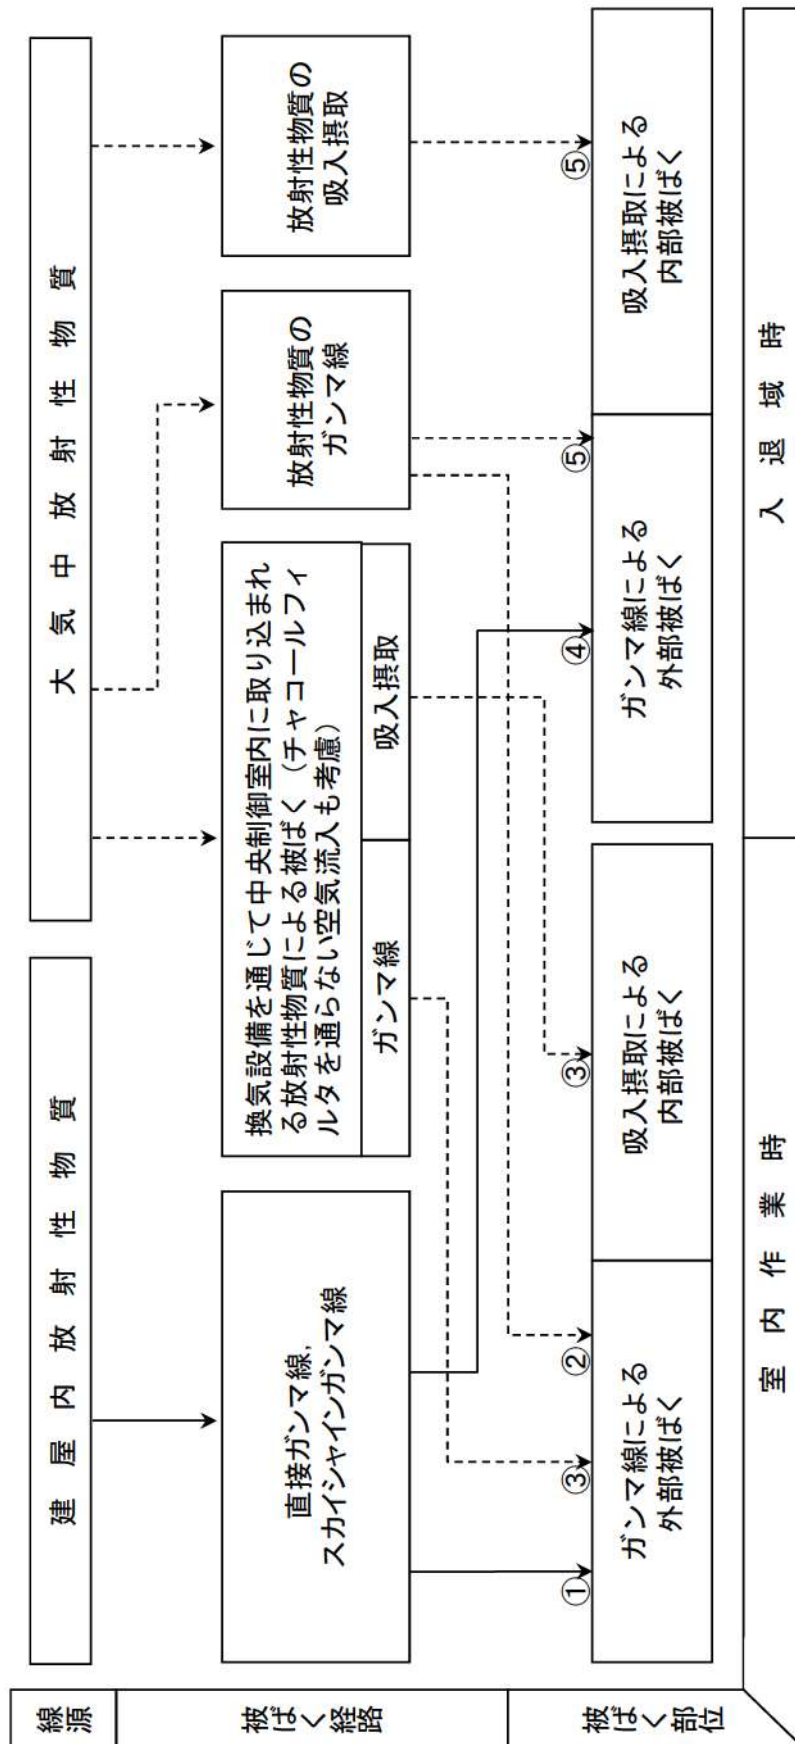 線源
建屋内放射性物質
大気中放射性物質
被ばく経路
直接ガンマ線,
スカイシャインガンマ線
換気設備を通じて中央制御室内に取り込まれ
る放射性物質による被ばく（チャコールフィ
ルタを通らない空気流入も考慮）
ガンマ線
吸入摂取
放射性物質の
ガンマ線
放射性物質の
吸入摂取
被ばく部位
①
③
②
③
④
⑤
⑤
ガンマ線による
外部被ばく
吸入摂取による
内部被ばく
ガンマ線による
外部被ばく
吸入摂取による
内部被ばく
室内作業時
入退域時